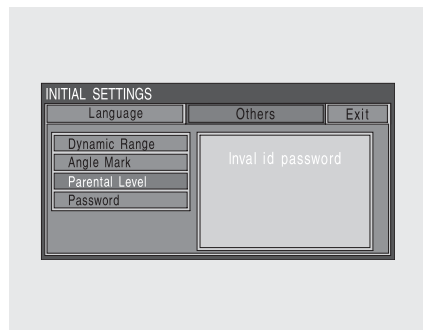 INITIAL SETTINGS
Language Others Exit
Dynamic Range
Angle Mark
Parental Level
Password
Inval id password